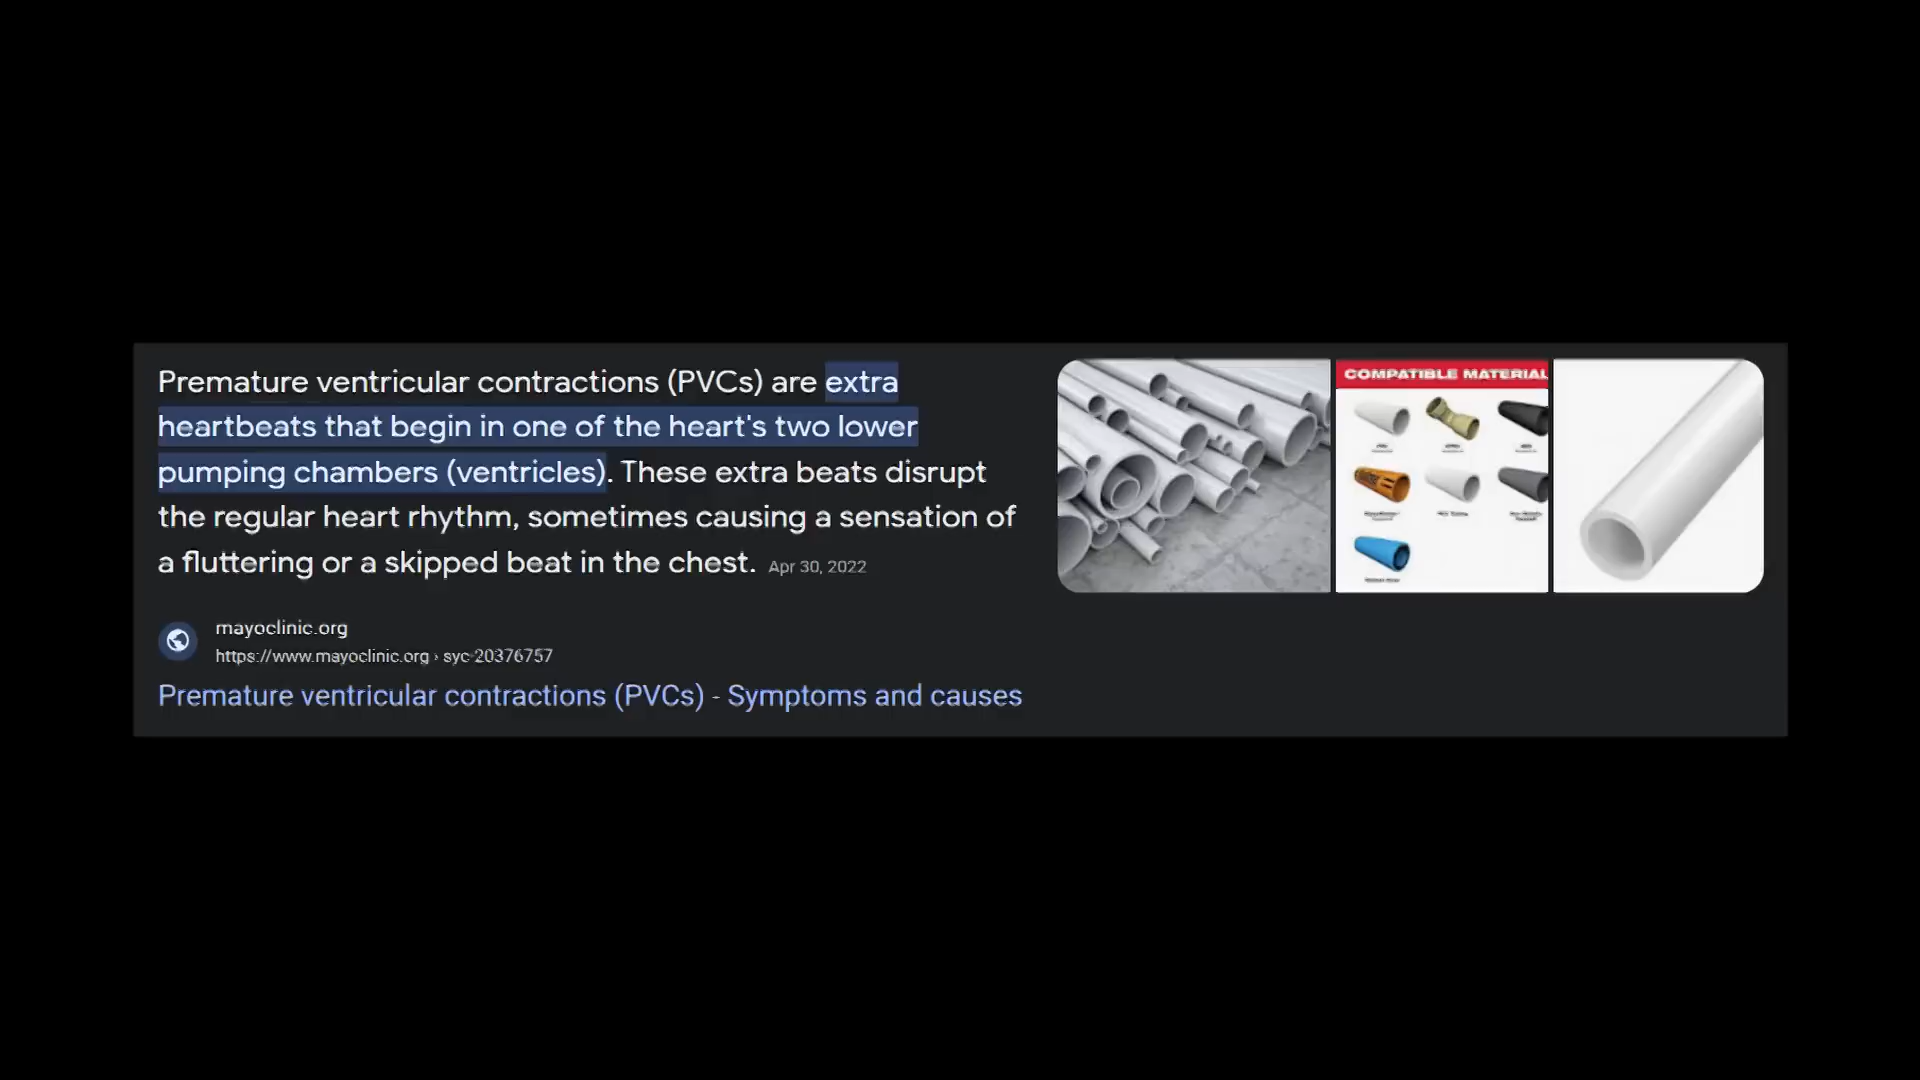 Premature ventricular contractions (PVCs) are extra
heartbeats that begin in one of the heart's two lower
pumping chambers (ventricles). These extra beats disrupt
the regular heart rhythm, sometimes causing a sensation of
a fluttering or a skipped beat in the chest. Apr 30, 2022
mayoclinic.org
https://www.mayoclinic.org › syc-20376757
Premature ventricular contractions (PVCs) - Symptoms and causes
COMPATIBLE MATERIAL